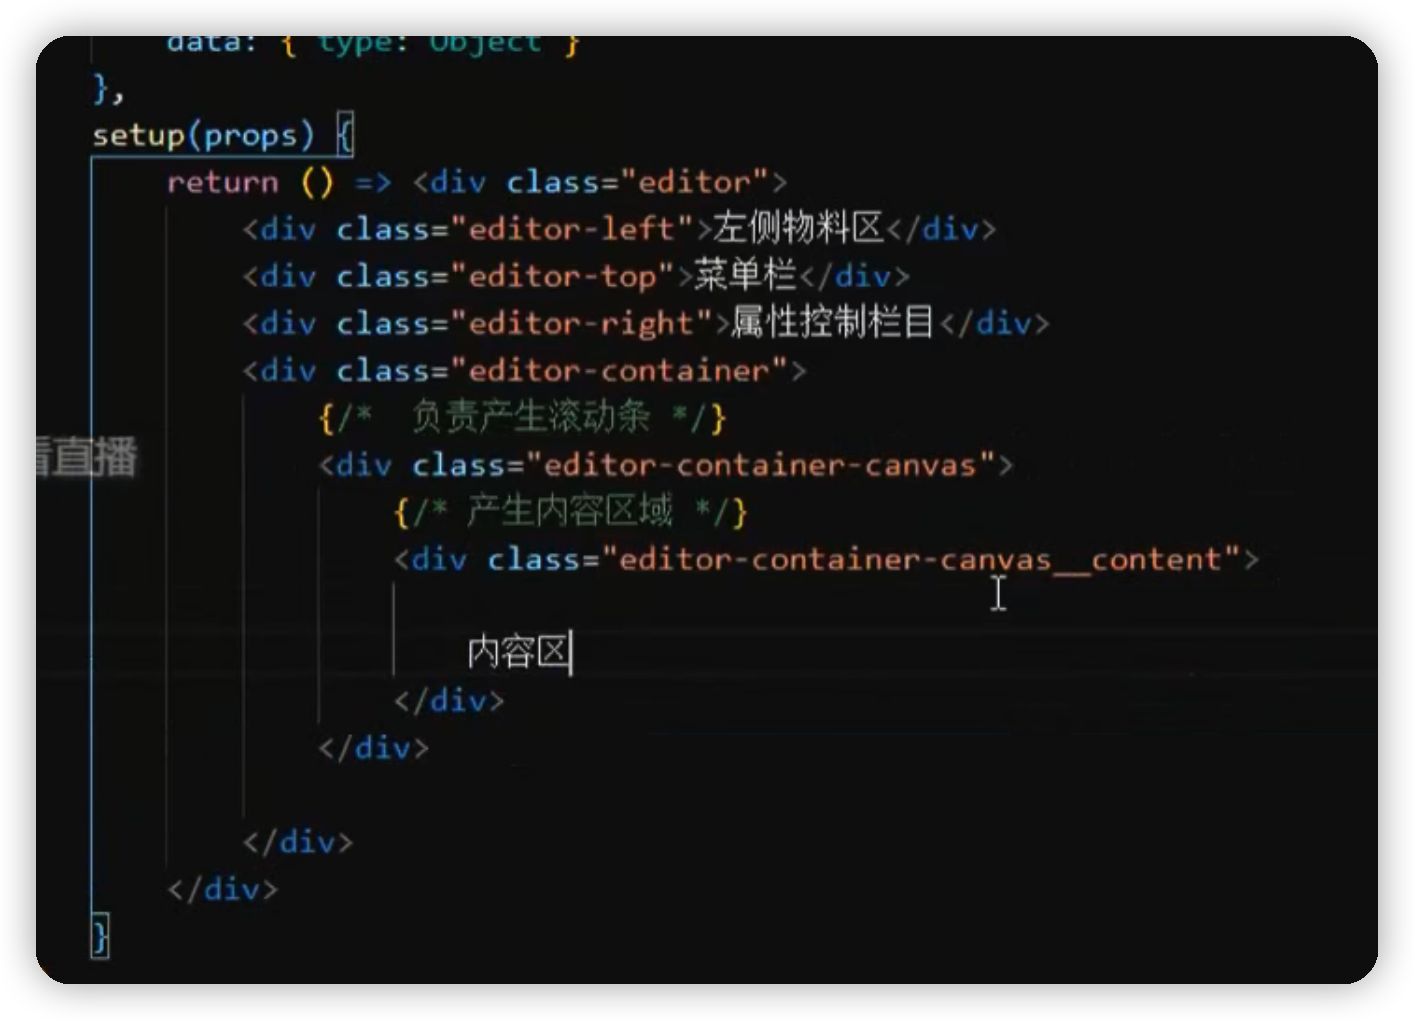 data: { type: Object }
},
setup(props) {
return () => <div class="editor">
<div class="editor-left">左侧物料区</div>
<div class="editor-top">菜单栏</div>
<div class="editor-right">属性控制栏目</div>
<div class="editor-container">
{/*  负责产生滚动条 */}
看直播
<div class="editor-container-canvas">
{/* 产生内容区域 */}
<div class="editor-container-canvas__content">
内容区
</div>
</div>
</div>
</div>
}